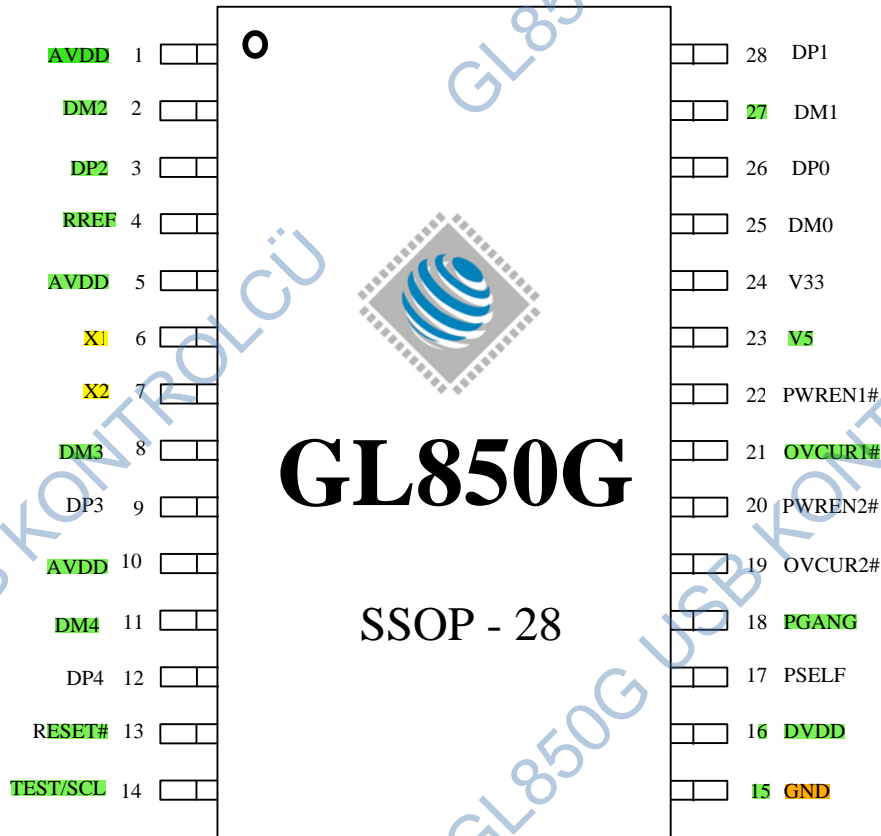 AVDD 1
DM2 2
DP2 3
RREF 4
AVDD 5
X1 6
X2 7
DM3 8
DP3 9
AVDD 10
DM4 11
DP4 12
RESET# 13
TEST/SCL 14
GL850G
SSOP - 28
28 DP1
27 DM1
26 DP0
25 DM0
24 V33
23 V5
22 PWREN1#
21 OVCUR1#
20 PWREN2#
19 OVCUR2#
18 PGANG
17 PSELF
16 DVDD
15 GND
GL85
B KONTROLCÜ
GL850G USB KONT